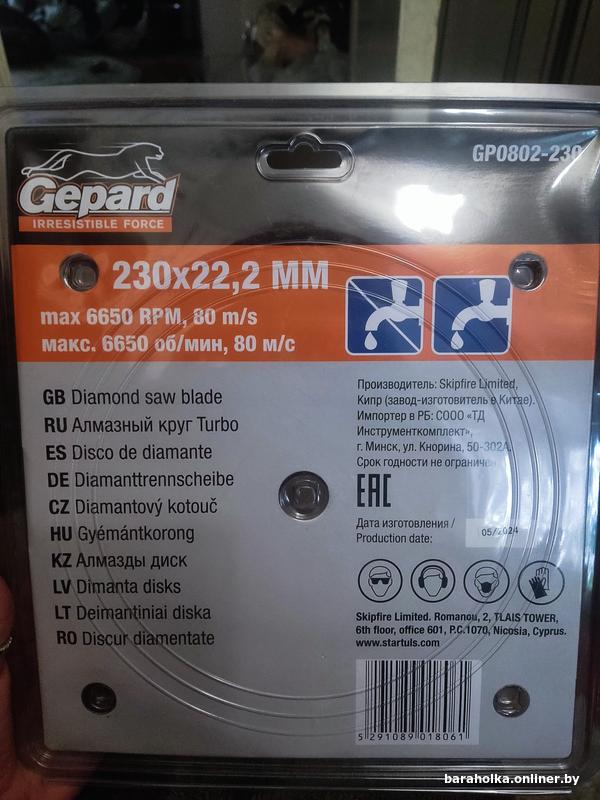 Gepard
IRRESISTIBLE FORCE
GP0802-230
230x22,2 MM
max 6650 RPM, 80 m/s
макс. 6650 об/мин, 80 м/с
GB Diamond saw blade
RU Алмазный круг Turbo
ES Disco de diamante
DE Diamanttrennscheibe
CZ Diamantový kotouč
HU Gyémántkorong
KZ Алмазды диск
LV Dimanta disks
LT Deimantiniai diska
RO Discur diamentate
Производитель: Skipfire Limited,
Кипр (завод-изготовитель в Китае).
Импортер в РБ: СООО «ТД
Инструменткомплект»,
г. Минск, ул. Кнорина, 50-302А.
Срок годности не ограничен
EAC
Дата изготовления /
Production date:
05/2024
Skipfire Limited. Romanou, 2, TLAIS TOWER,
6th floor, office 601, P.C.1070, Nicosia, Cyprus.
www.startuls.com
5 291089 018061
baraholka.onliner.by